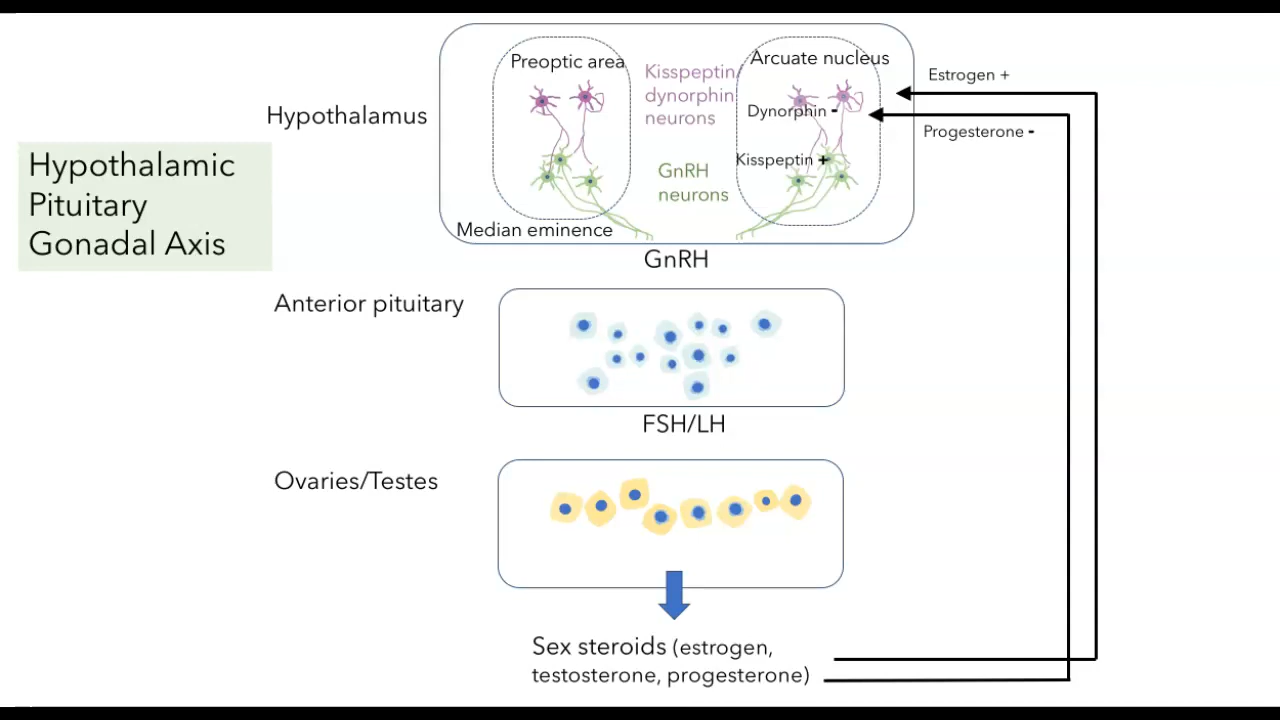 Hypothalamic
Pituitary
Gonadal Axis
Hypothalamus
Preoptic area
Kisspeptin/
dynorphin
neurons
GnRH
neurons
Arcuate nucleus
Dynorphin -
Kisspeptin +
Median eminence
GnRH
Estrogen +
Progesterone -
Anterior pituitary
FSH/LH
Ovaries/Testes
Sex steroids (estrogen,
testosterone, progesterone)